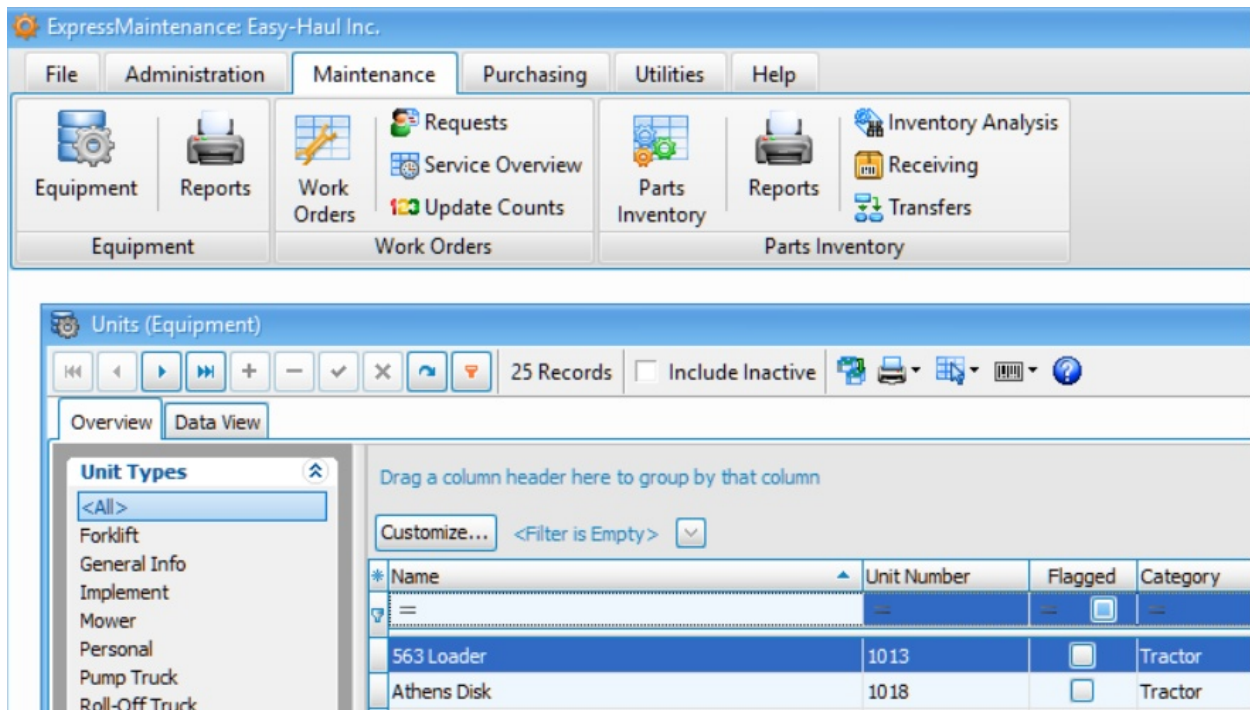 ExpressMaintenance: Easy-Haul Inc.
File Administration Maintenance Purchasing Utilities Help
Equipment
Reports
Equipment
Work
Orders
Requests
Service Overview
123 Update Counts
Work Orders
Parts
Inventory
Reports
Inventory Analysis
Receiving
Transfers
Parts Inventory
Units (Equipment)
25 Records Include Inactive
Overview Data View
Unit Types
<All>
Forklift
General Info
Implement
Mower
Personal
Pump Truck
Roll-Off Truck
Drag a column header here to group by that column
Customize... <Filter is Empty>
Name Unit Number Flagged Category
= = = =
563 Loader 1013 Tractor
Athens Disk 1018 Tractor